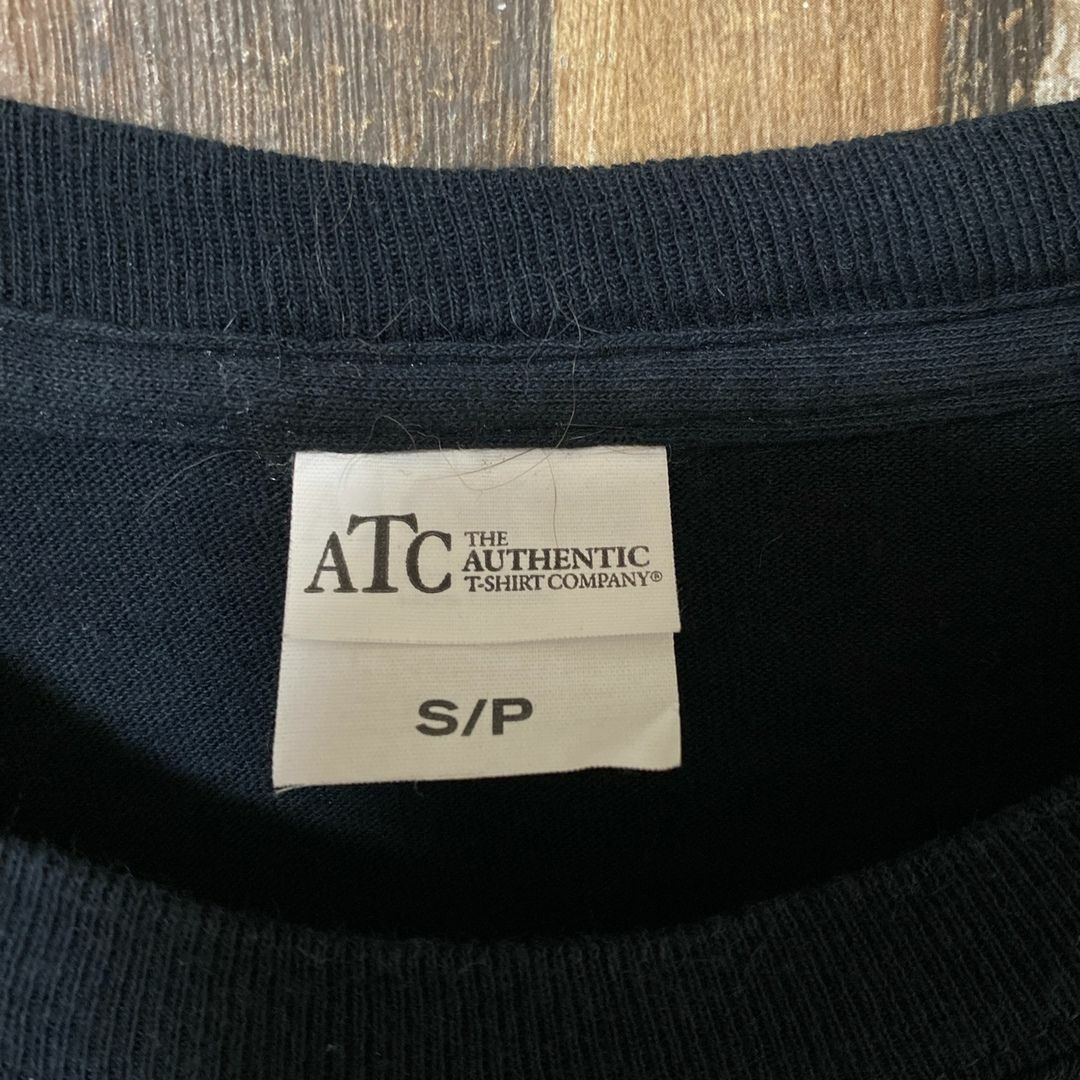 ATC
THE
AUTHENTIC
T-SHIRT COMPANY®
S/P